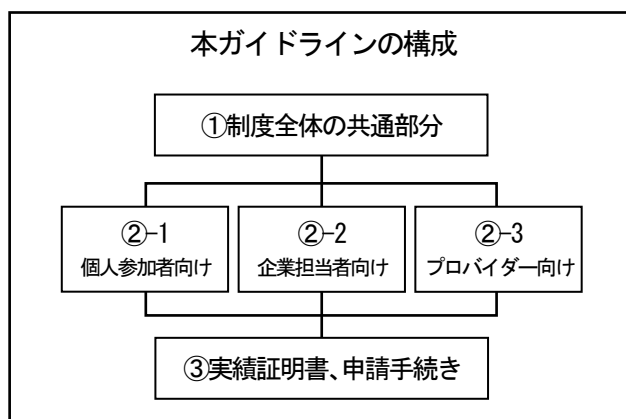 本ガイドラインの構成
①制度全体の共通部分
②-1
個人参加者向け
②-2
企業担当者向け
②-3
プロバイダー向け
③実績証明書、申請手続き